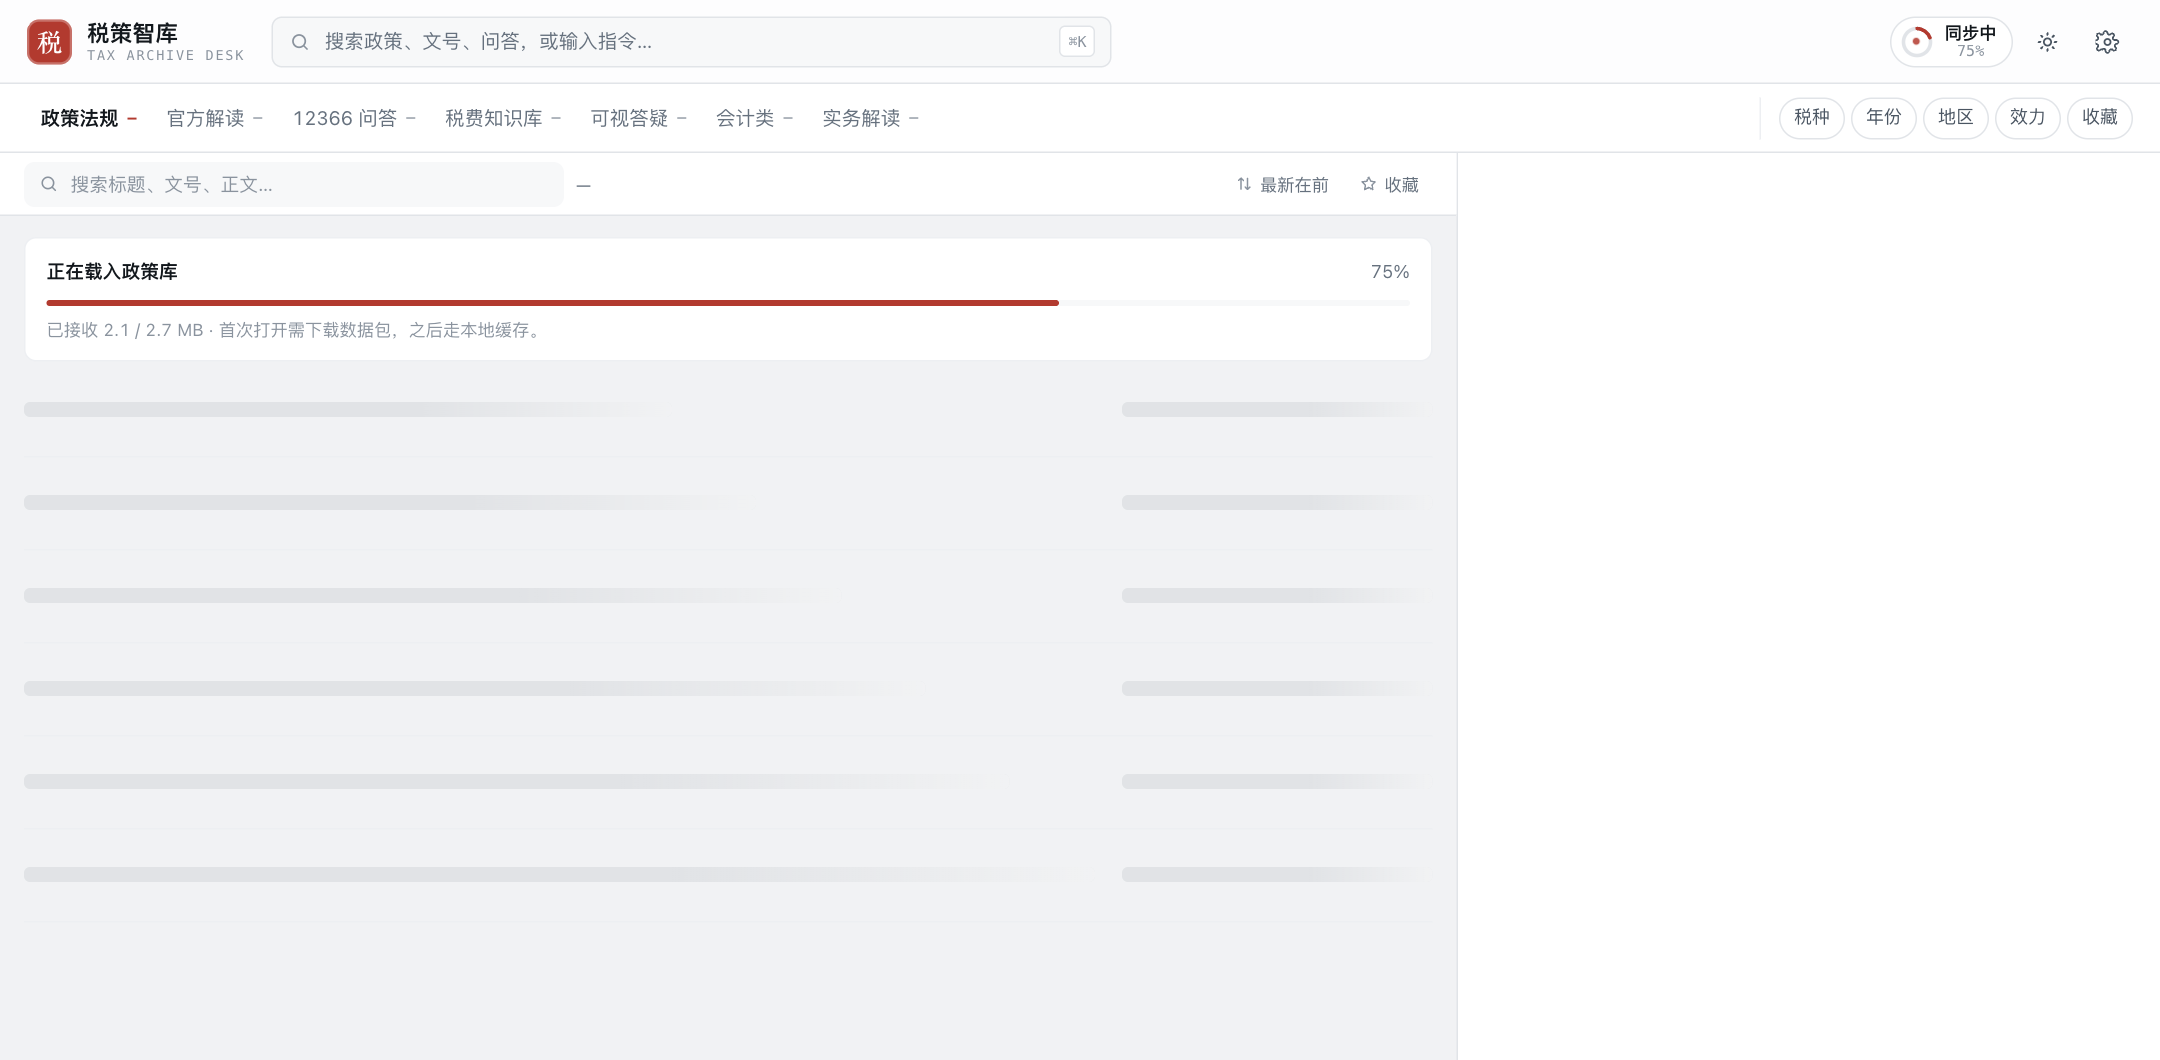 税
税策智库
TAX ARCHIVE DESK
搜索政策、文号、问答，或输入指令...
⌘K
同步中
75%
政策法规 –
官方解读 –
12366 问答 –
税费知识库 –
可视答疑 –
会计类 –
实务解读 –
税种
年份
地区
效力
收藏
搜索标题、文号、正文...
—
最新在前
收藏
正在载入政策库
75%
已接收 2.1 / 2.7 MB · 首次打开需下载数据包，之后走本地缓存。